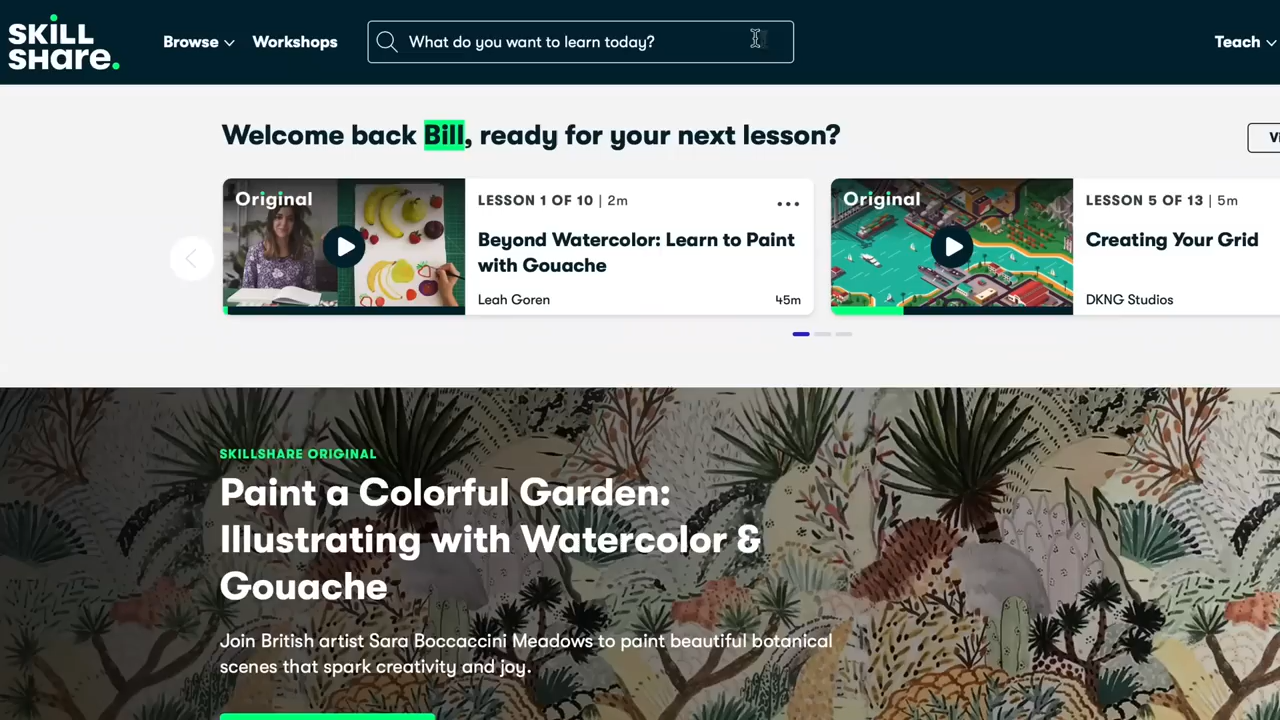 SKILL
SHare.
Browse
Workshops
What do you want to learn today?
Teach
Welcome back Bill, ready for your next lesson?
Original
LESSON 1 OF 10 | 2m
Beyond Watercolor: Learn to Paint
with Gouache
Leah Goren
45m
Original
LESSON 5 OF 13 | 5m
Creating Your Grid
DKNG Studios
SKILLSHARE ORIGINAL
Paint a Colorful Garden:
Illustrating with Watercolor &
Gouache
Join British artist Sara Boccaccini Meadows to paint beautiful botanical
scenes that spark creativity and joy.